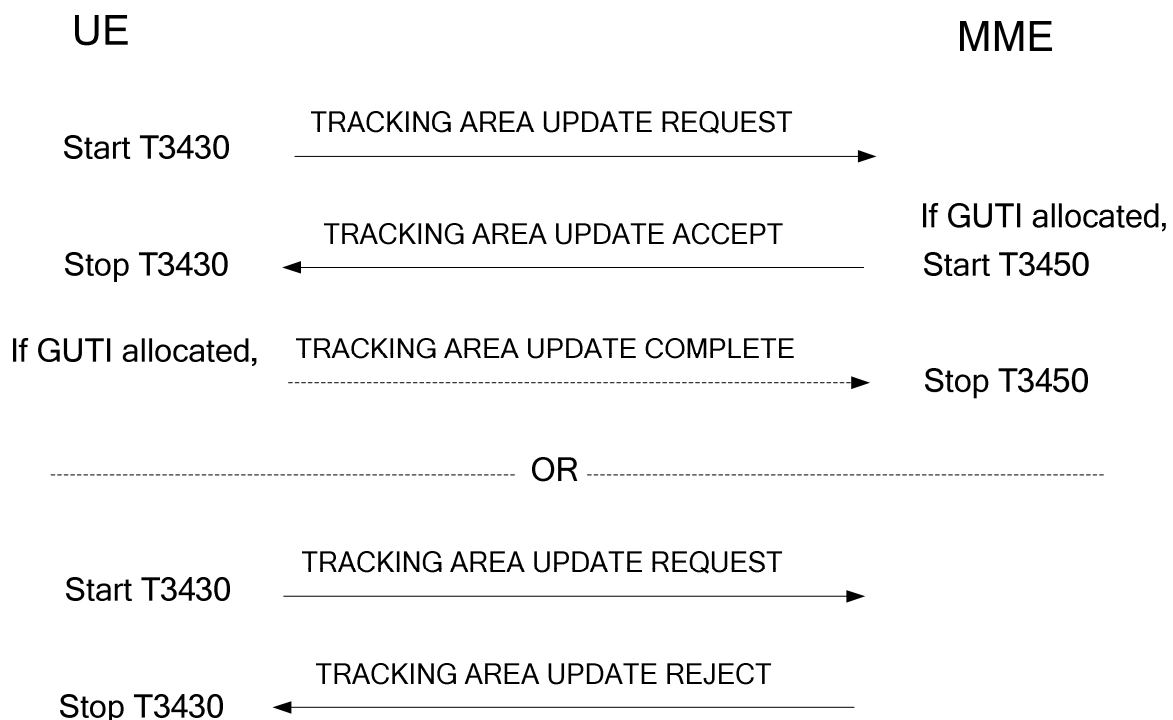 UE
MME
TRACKING AREA UPDATE REQUEST
Start T3430
If GUTI allocated,
TRACKING AREA UPDATE ACCEPT
Stop T3430
Start T3450
If GUTI allocated,
TRACKING AREA UPDATE COMPLETE
Stop T3450
OR
TRACKING AREA UPDATE REQUEST
Start T3430
TRACKING AREA UPDATE REJECT
Stop T3430